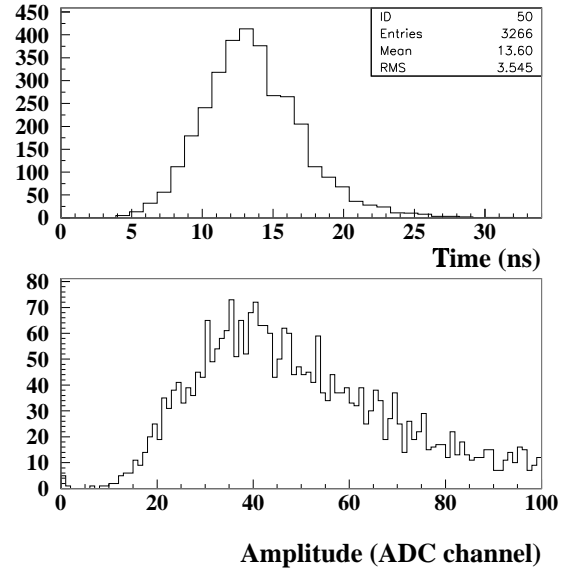 ID 50
Entries 3266
Mean 13.60
RMS 3.545
450
400
350
300
250
200
150
100
50
0
0 5 10 15 20 25 30
Time (ns)
80
70
60
50
40
30
20
10
0
0 20 40 60 80 100
Amplitude (ADC channel)